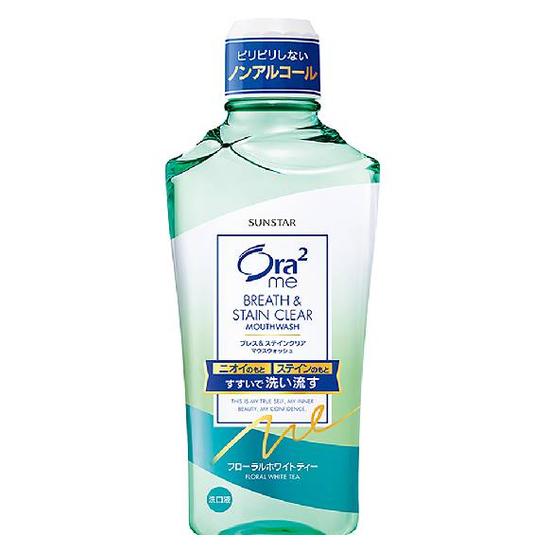 ピリピリしない
ノンアルコール
SUNSTAR
Ora²
me
BREATH &
STAIN CLEAR
MOUTHWASH
ブレス&ステインクリア
マウスウォッシュ
ニオイのもと ステインのもと
すすいで洗い流す
THIS IS MY TRUE SELF, MY INNER
BEAUTY, MY CONFIDENCE.
me
フローラルホワイトティー
FLORAL WHITE TEA
洗口液